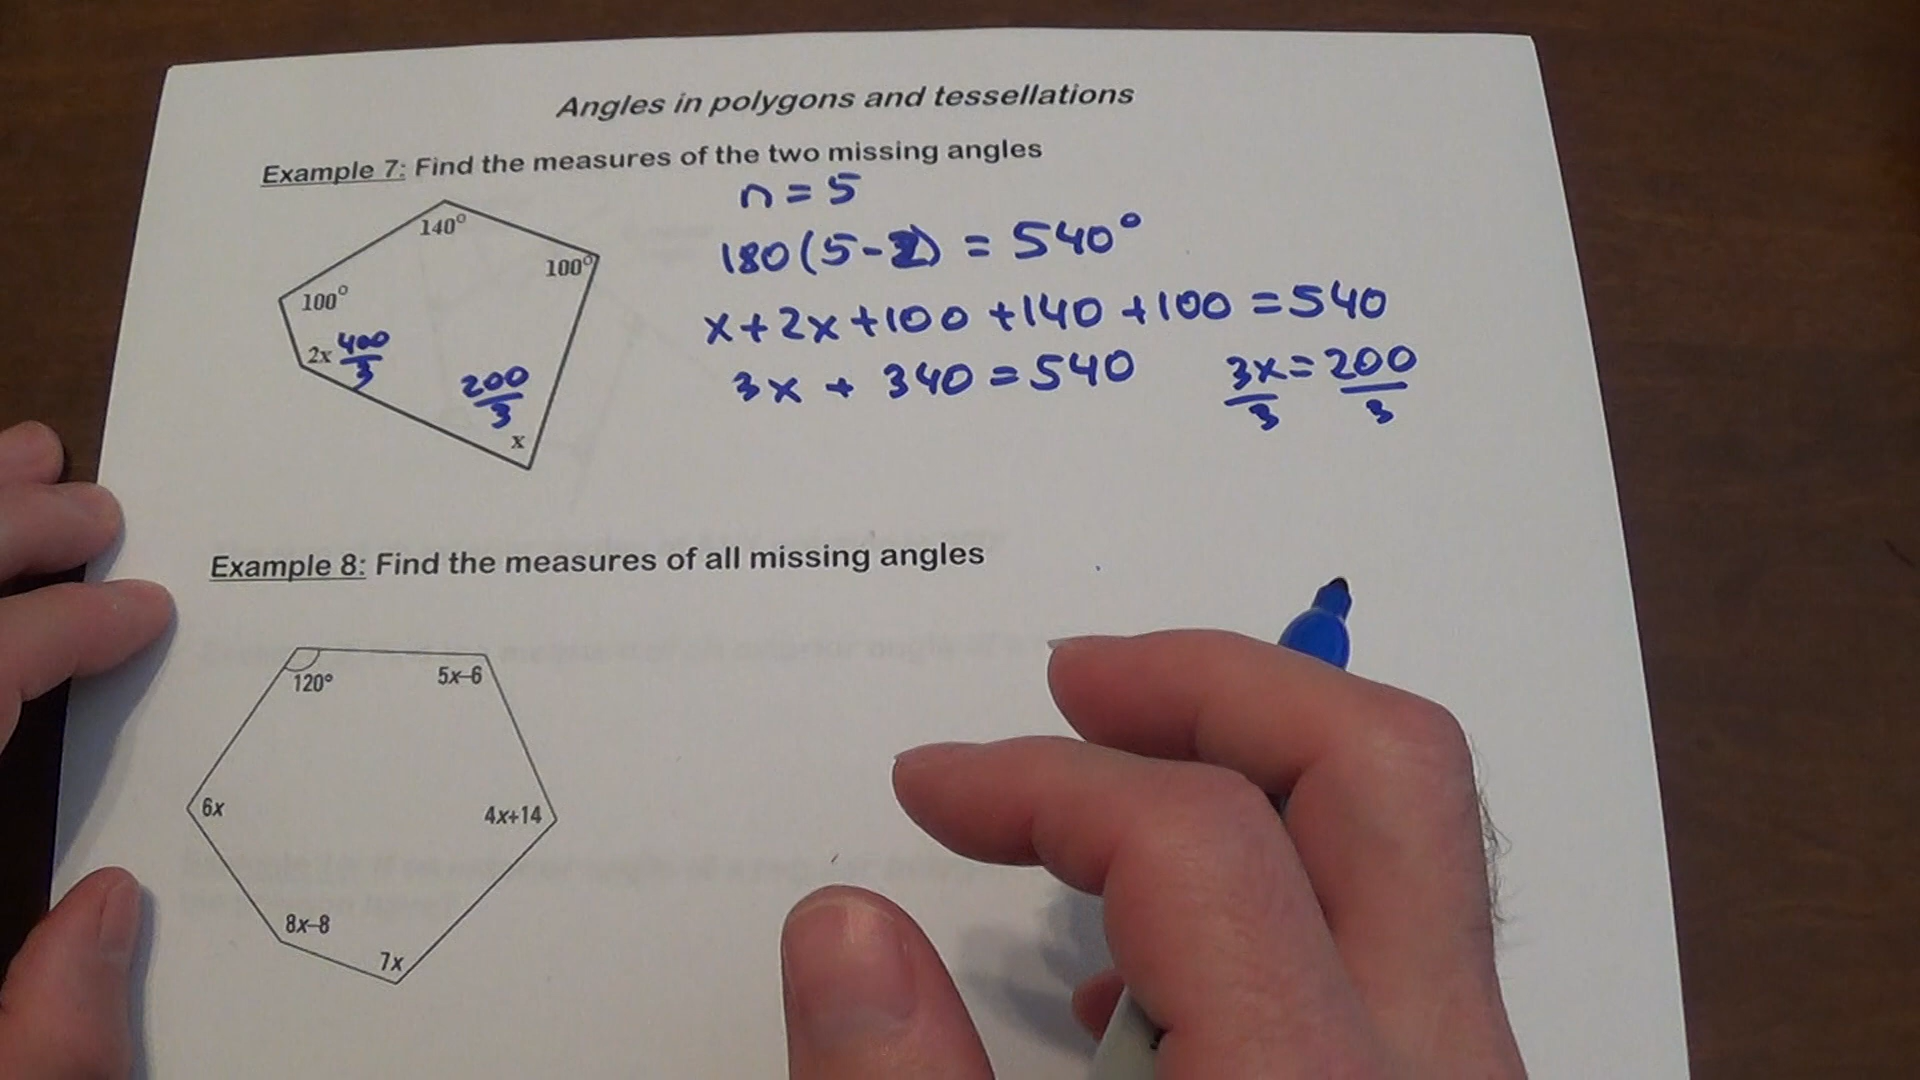 Angles in polygons and tessellations
Example 7: Find the measures of the two missing angles
n = 5
140°
180(5-2) = 540°
100°
100°
x+2x+100+140+100 = 540
2x 400/3
200/3
3x + 340 = 540
3x/3 = 200/3
x
Example 8: Find the measures of all missing angles
120°
5x–6
6x
4x+14
8x–8
7x